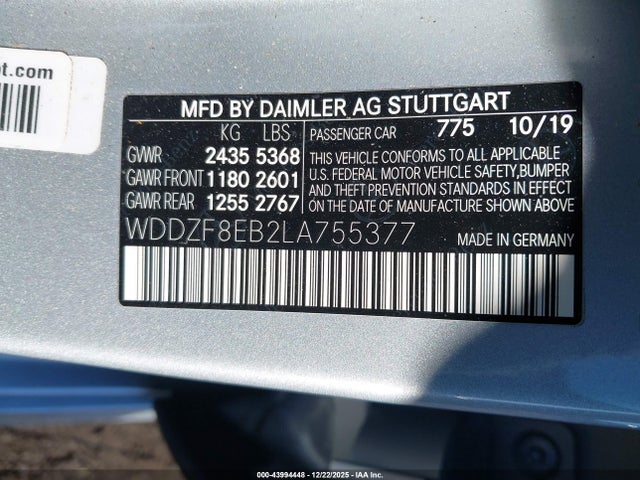 ot.com
MFD BY DAIMLER AG STUTTGART
KG LBS
GVWR 2435 5368
GAWR FRONT 1180 2601
GAWR REAR 1255 2767
PASSENGER CAR 775 10/19
THIS VEHICLE CONFORMS TO ALL APPLICABLE
U.S. FEDERAL MOTOR VEHICLE SAFETY,BUMPER
AND THEFT PREVENTION STANDARDS IN EFFECT
ON THE DATE OF MANUFACTURE SHOWN ABOVE
WDDZF8EB2LA755377
MADE IN GERMANY
000-43994448 - 12/22/2025 - IAAI Inc.